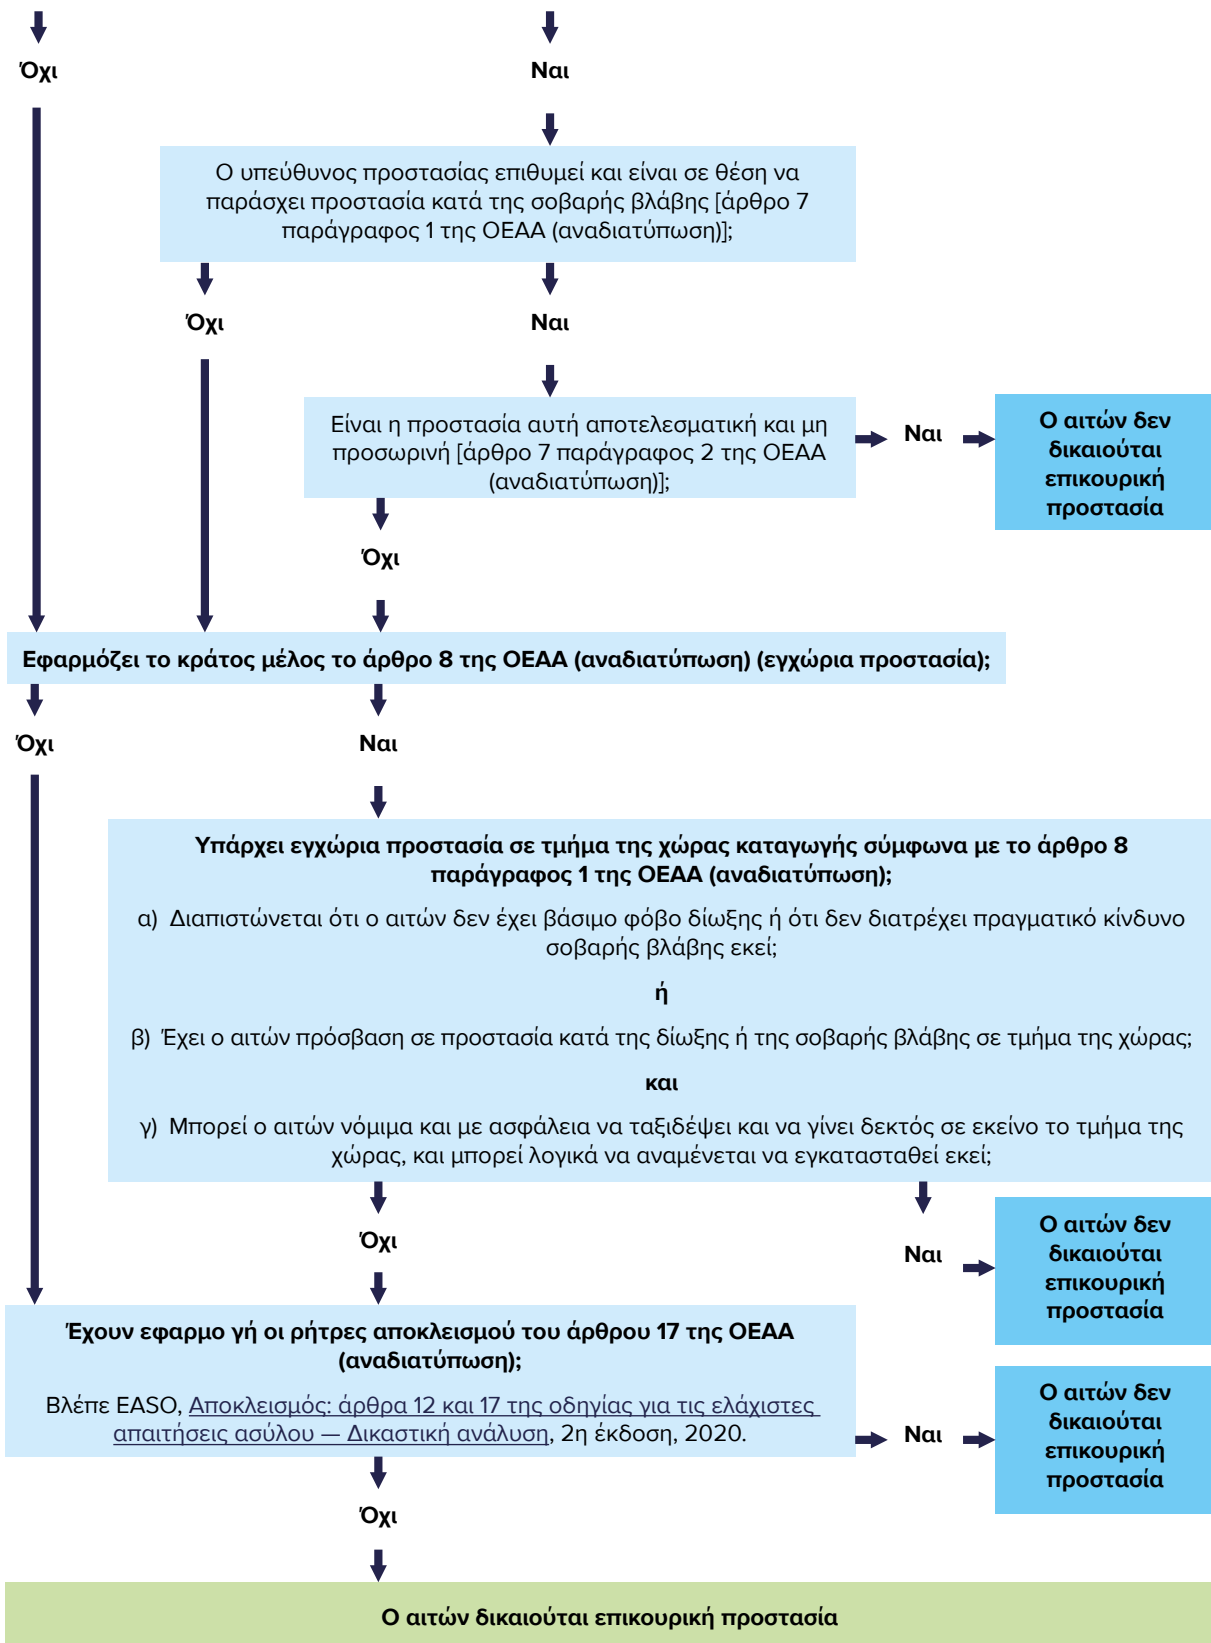 Όχι
Ναι
Ο υπεύθυνος προστασίας επιθυμεί και είναι σε θέση να
παράσχει προστασία κατά της σοβαρής βλάβης [άρθρο 7
παράγραφος 1 της ΟΕΑΑ (αναδιατύπωση)];
Όχι
Ναι
Είναι η προστασία αυτή αποτελεσματική και μη
προσωρινή [άρθρο 7 παράγραφος 2 της ΟΕΑΑ
(αναδιατύπωση)];
Ναι
Ο αιτών δεν
δικαιούται
επικουρική
προστασία
Όχι
Εφαρμόζει το κράτος μέλος το άρθρο 8 της ΟΕΑΑ (αναδιατύπωση) (εγχώρια προστασία);
Όχι
Ναι
Υπάρχει εγχώρια προστασία σε τμήμα της χώρας καταγωγής σύμφωνα με το άρθρο 8
παράγραφος 1 της ΟΕΑΑ (αναδιατύπωση);
α) Διαπιστώνεται ότι ο αιτών δεν έχει βάσιμο φόβο δίωξης ή ότι δεν διατρέχει πραγματικό κίνδυνο
σοβαρής βλάβης εκεί;
ή
β) Έχει ο αιτών πρόσβαση σε προστασία κατά της δίωξης ή της σοβαρής βλάβης σε τμήμα της χώρας;
και
γ) Μπορεί ο αιτών νόμιμα και με ασφάλεια να ταξιδέψει και να γίνει δεκτός σε εκείνο το τμήμα της
χώρας, και μπορεί λογικά να αναμένεται να εγκατασταθεί εκεί;
Όχι
Ναι
Ο αιτών δεν
δικαιούται
επικουρική
προστασία
Έχουν εφαρμο γή οι ρήτρες αποκλεισμού του άρθρου 17 της ΟΕΑΑ
(αναδιατύπωση);
Βλέπε EASO, Αποκλεισμός: άρθρα 12 και 17 της οδηγίας για τις ελάχιστες
απαιτήσεις ασύλου — Δικαστική ανάλυση, 2η έκδοση, 2020.
Ναι
Ο αιτών δεν
δικαιούται
επικουρική
προστασία
Όχι
Ο αιτών δικαιούται επικουρική προστασία